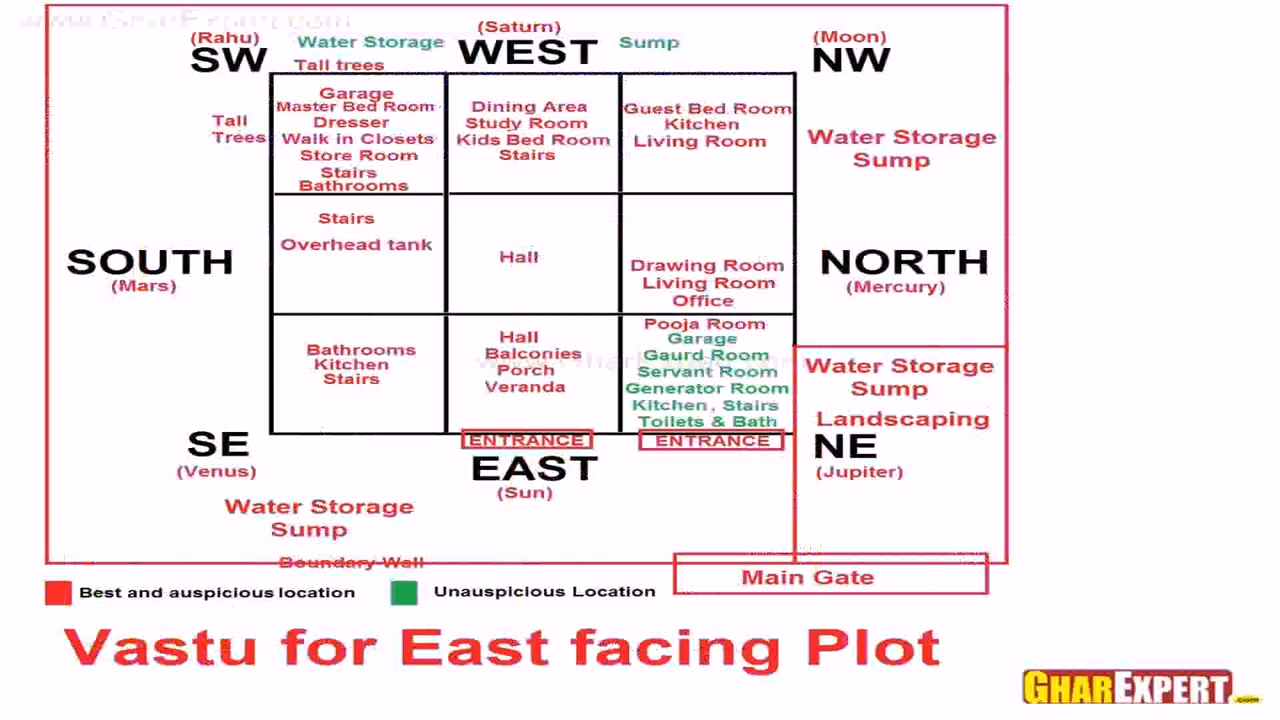 www.GharExpert.com
(Rahu)
SW
Water Storage
Tall trees
(Saturn)
WEST
Sump
(Moon)
NW
Tall
Trees
Garage
Master Bed Room
Dresser
Walk in Closets
Store Room
Stairs
Bathrooms
Dining Area
Study Room
Kids Bed Room
Stairs
Guest Bed Room
Kitchen
Living Room
Water Storage
Sump
SOUTH
(Mars)
Stairs
Overhead tank
Hall
Drawing Room
Living Room
Office
NORTH
(Mercury)
Bathrooms
Kitchen
Stairs
Hall
Balconies
Porch
Veranda
Pooja Room
Garage
Gaurd Room
Servant Room
Generator Room
Kitchen, Stairs
Toilets & Bath
Water Storage
Sump
Landscaping
NE
(Jupiter)
SE
(Venus)
ENTRANCE
ENTRANCE
EAST
(Sun)
Water Storage
Sump
Boundary Well
Main Gate
Best and auspicious location
Unauspicious Location
Vastu for East facing Plot
GHAREXPERT.com